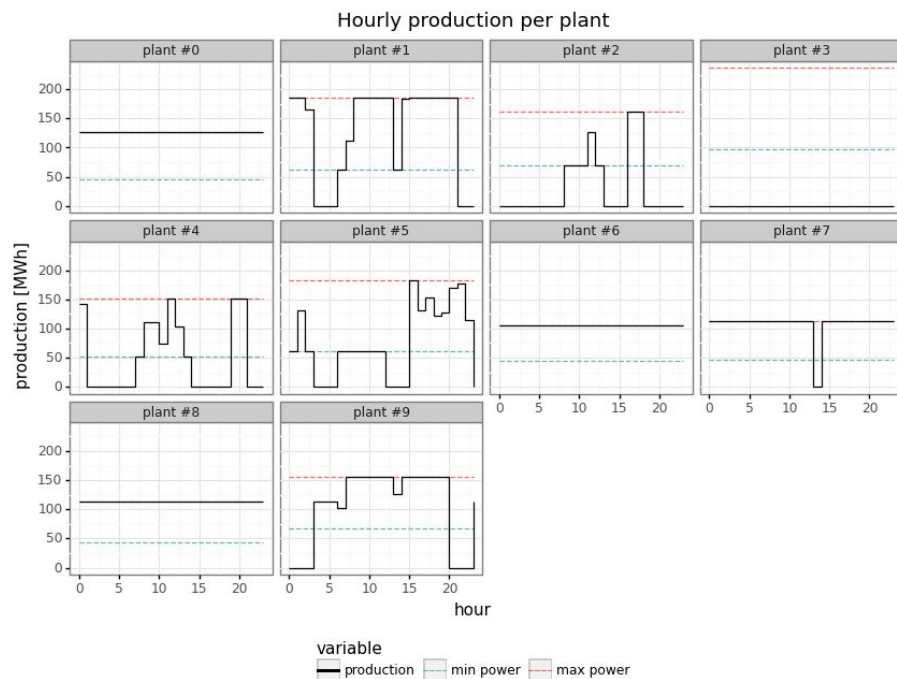 Hourly production per plant
plant #0 plant #1 plant #2 plant #3
200
150
100
50
0
plant #4 plant #5 plant #6 plant #7
200
150
100
50
0
0 5 10 15 20 0 5 10 15 20
plant #8 plant #9
200
150
100
50
0
0 5 10 15 20 0 5 10 15 20
production [MWh]
hour
variable
production min power max power